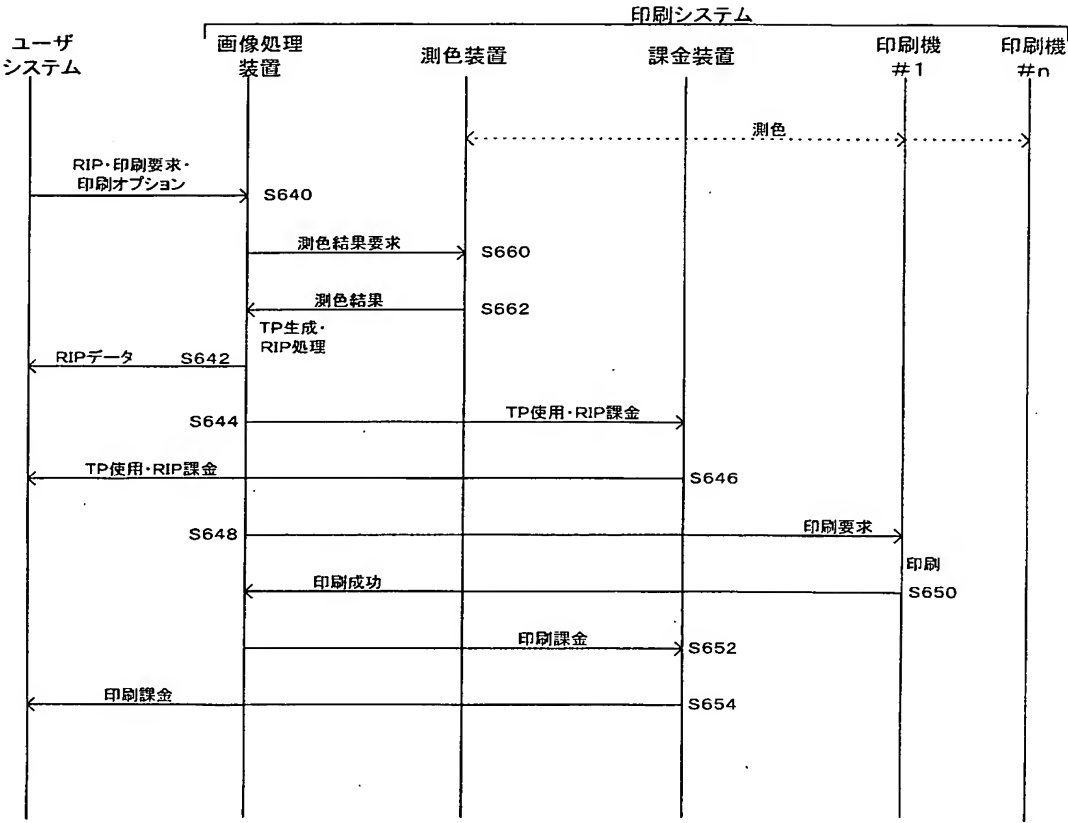 印刷システム
ユーザ
システム
画像処理
装置
測色装置
課金装置
印刷機
#1
印刷機
#n
測色
RIP・印刷要求・
印刷オプション
S640
測色結果要求
S660
測色結果
S662
TP生成・
RIP処理
RIPデータ
S642
S644
TP使用・RIP課金
TP使用・RIP課金
S646
S648
印刷要求
印刷
印刷成功
S650
印刷課金
S652
印刷課金
S654